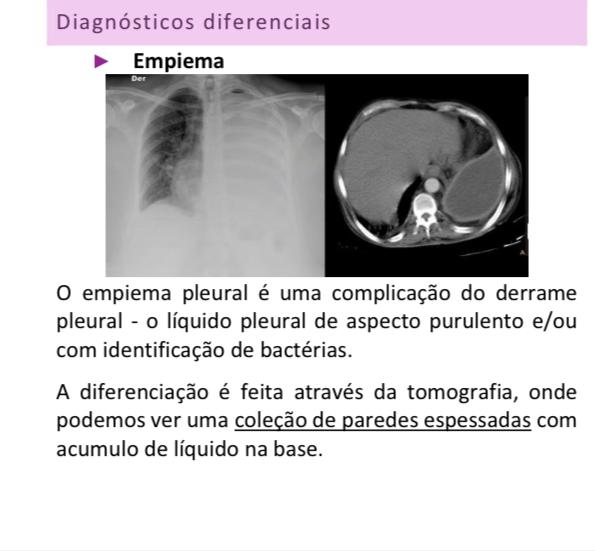 Diagnósticos diferenciais
► Empiema
Der
A
O empiema pleural é uma complicação do derrame
pleural - o líquido pleural de aspecto purulento e/ou
com identificação de bactérias.
A diferenciação é feita através da tomografia, onde
podemos ver uma coleção de paredes espessadas com
acumulo de líquido na base.